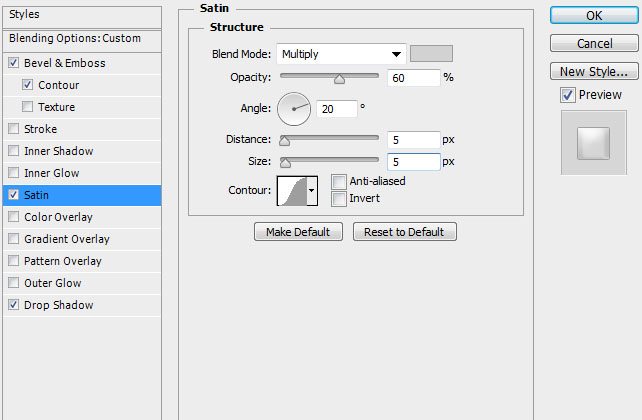 Styles
Blending Options: Custom
Bevel & Emboss
Contour
Texture
Stroke
Inner Shadow
Inner Glow
Satin
Color Overlay
Gradient Overlay
Pattern Overlay
Outer Glow
Drop Shadow
Satin
Structure
Blend Mode: Multiply
Opacity: 60 %
Angle: 20 °
Distance: 5 px
Size: 5 px
Contour: Anti-aliased
Invert
Make Default Reset to Default
OK
Cancel
New Style...
Preview